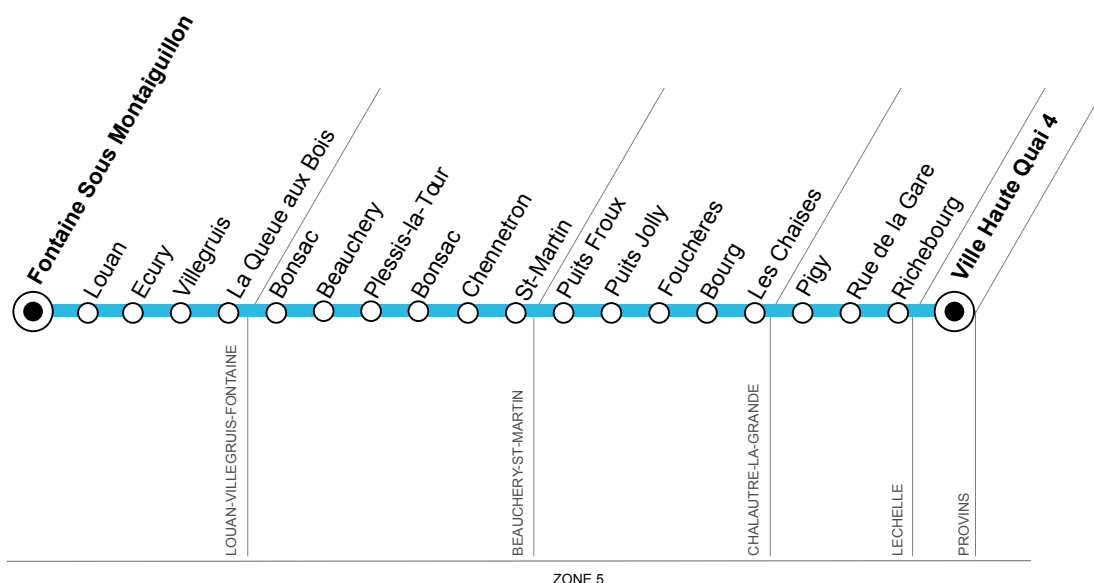 Fontaine Sous Montaiguillon
Louan
Ecury
Villegruis
La Queue aux Bois
Bonsac
Beauchery
Plessis-la-Tour
Bonsac
Chennetron
St-Martin
Puits Froux
Puits Jolly
Fouchères
Bourg
Les Chaises
Pigy
Rue de la Gare
Richebourg
Ville Haute Quai 4
LOUAN-VILLEGRUIS-FONTAINE
BEAUCHERY-ST-MARTIN
CHALAUTRE-LA-GRANDE
LECHELLE
PROVINS
ZONE 5